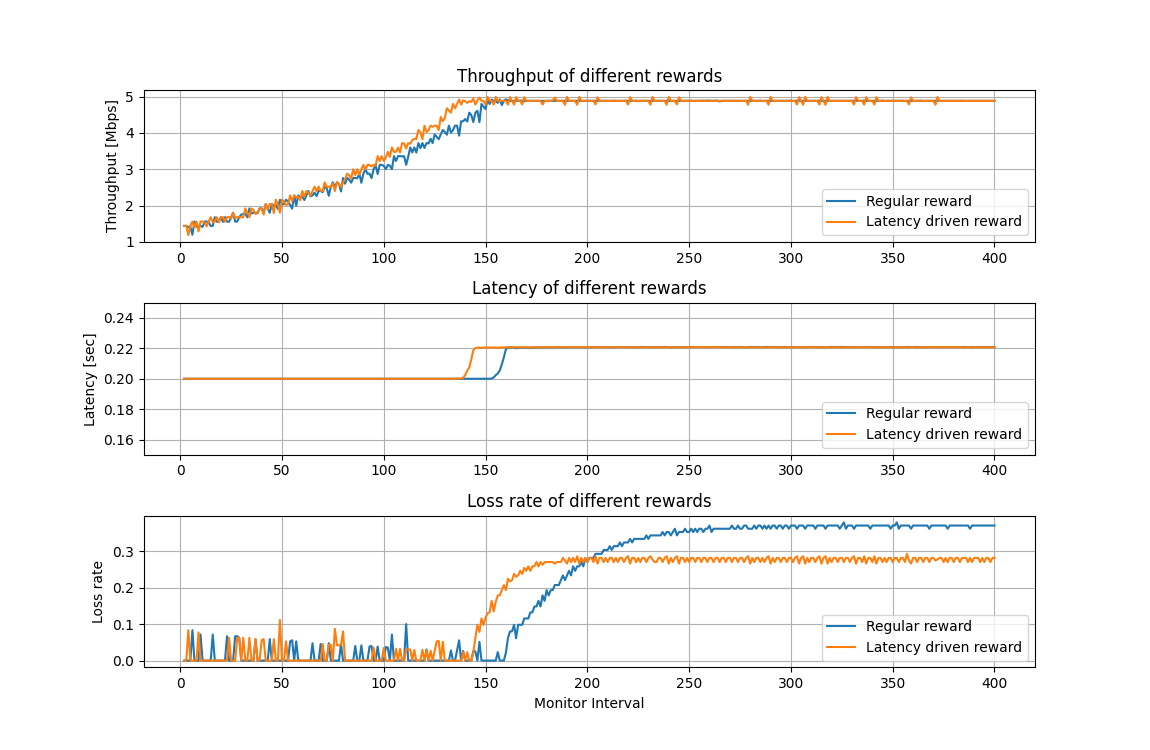 Throughput of different rewards
Throughput [Mbps]
5
4
3
2
1
Regular reward
Latency driven reward
0 50 100 150 200 250 300 350 400
Latency of different rewards
Latency [sec]
0.24
0.22
0.20
0.18
0.16
Regular reward
Latency driven reward
0 50 100 150 200 250 300 350 400
Loss rate of different rewards
Loss rate
0.3
0.2
0.1
0.0
Regular reward
Latency driven reward
0 50 100 150 200 250 300 350 400
Monitor Interval